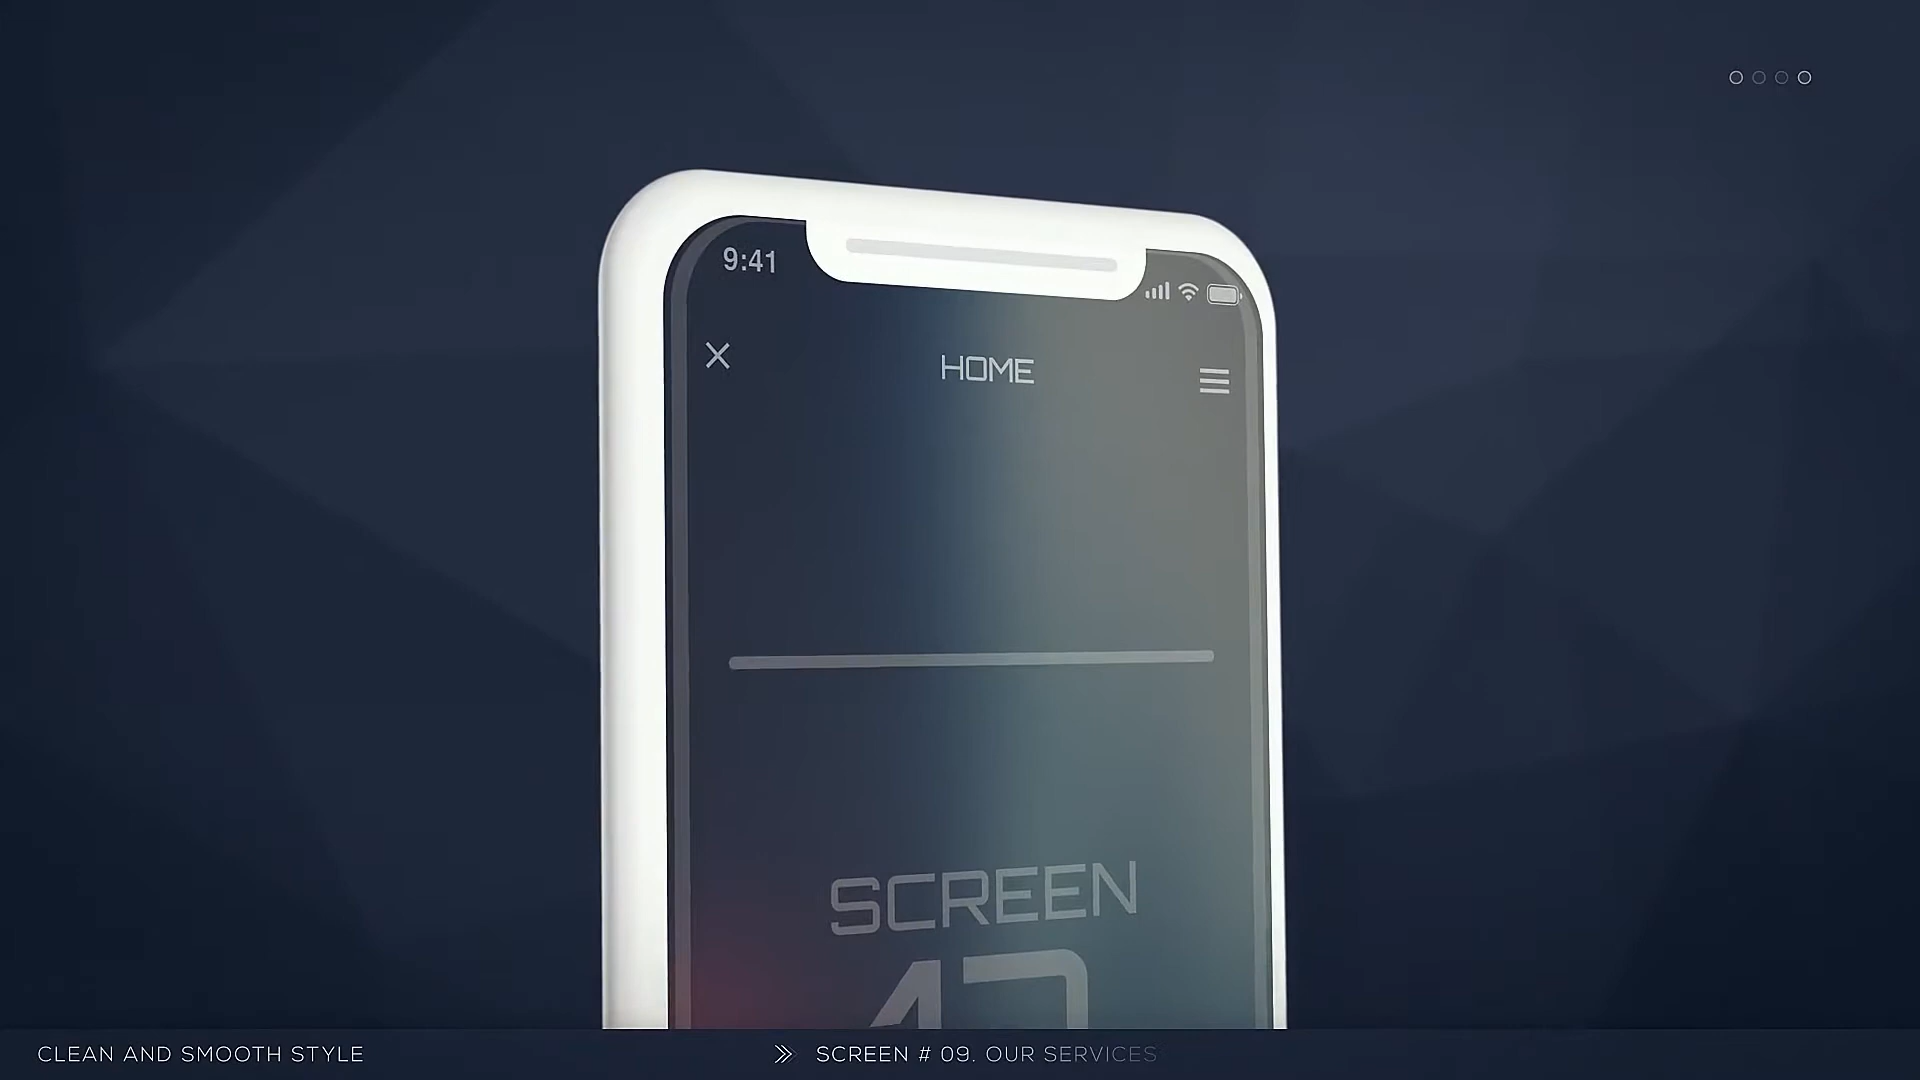 9:41
HOME
SCREEN
CLEAN AND SMOOTH STYLE
SCREEN # 09. OUR SERVICES